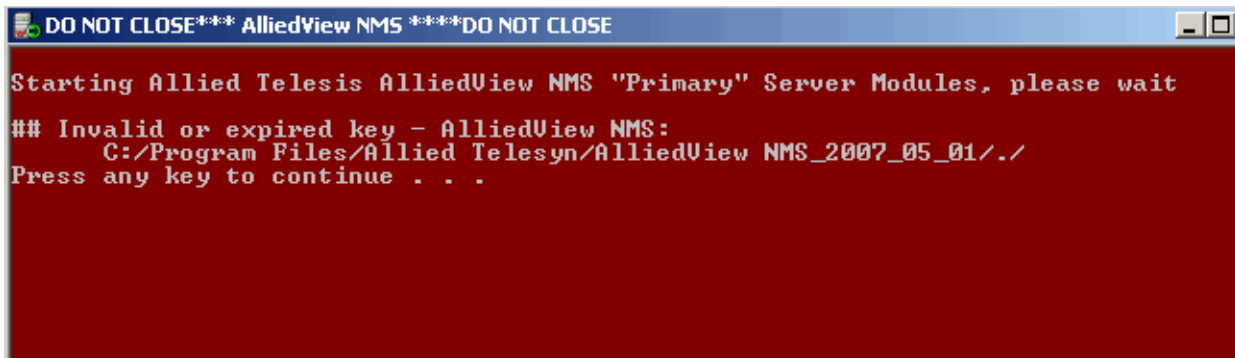 DO NOT CLOSE*** AlliedView NMS ****DO NOT CLOSE
Starting Allied Telesis AlliedView NMS "Primary" Server Modules, please wait
## Invalid or expired key - AlliedView NMS:
C:/Program Files/Allied Telesyn/AlliedView NMS_2007_05_01/./
Press any key to continue . . .